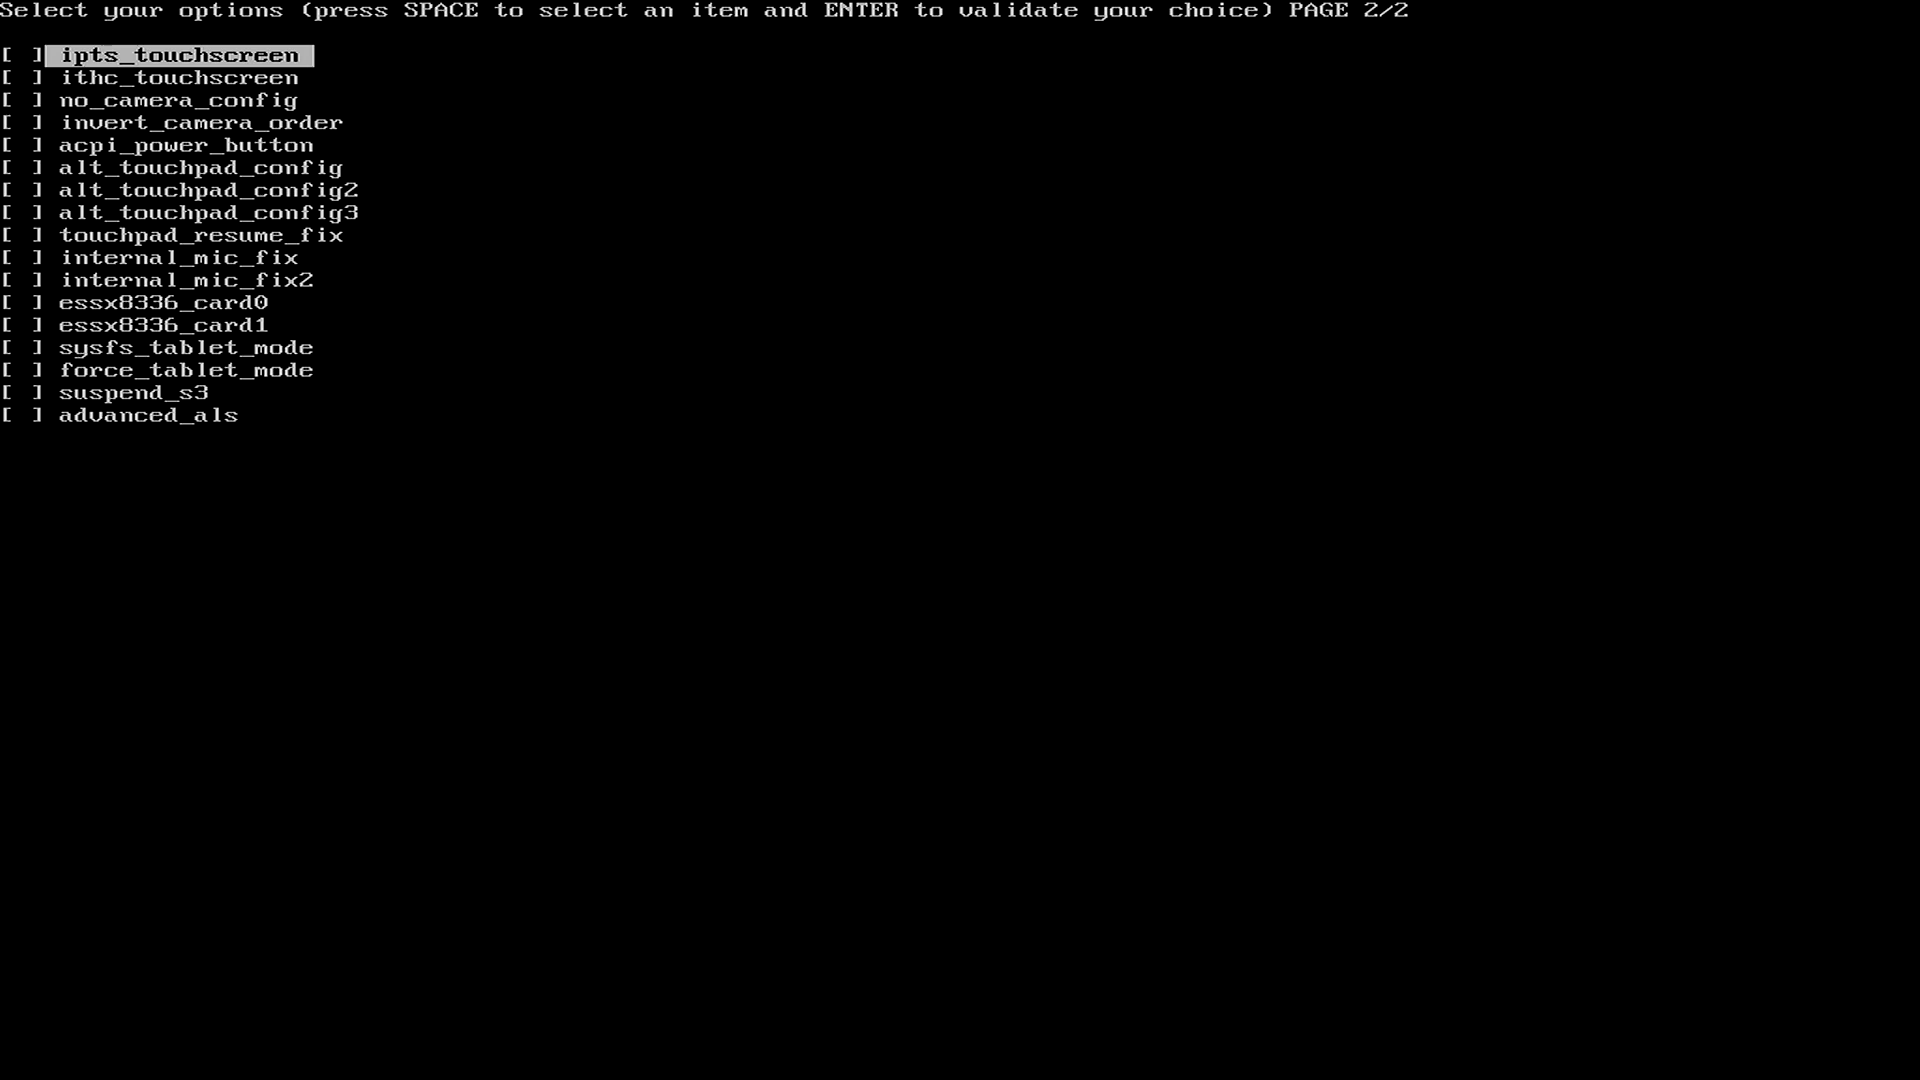 Select your options (press SPACE to select an item and ENTER to validate your choice) PAGE 2/2
[ ] ipts_touchscreen
[ ] ithc_touchscreen
[ ] no_camera_config
[ ] invert_camera_order
[ ] acpi_power_button
[ ] alt_touchpad_config
[ ] alt_touchpad_config2
[ ] alt_touchpad_config3
[ ] touchpad_resume_fix
[ ] internal_mic_fix
[ ] internal_mic_fix2
[ ] essx8336_card0
[ ] essx8336_card1
[ ] sysfs_tablet_mode
[ ] force_tablet_mode
[ ] suspend_s3
[ ] advanced_als